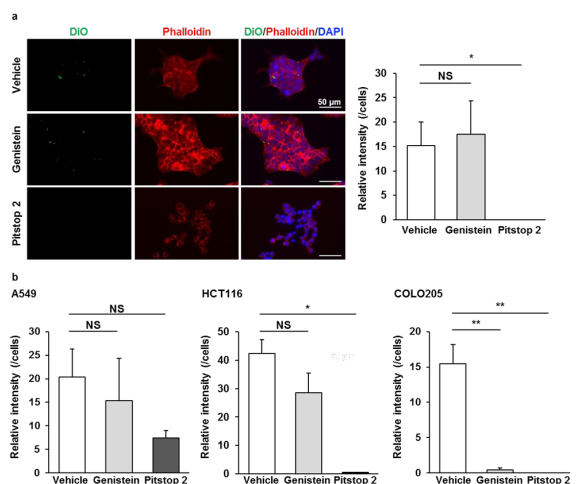 a
DiO
Phalloidin
DiO/Phalloidin/DAPI
Vehicle
50 µm
Genistein
Pitstop 2
*
NS
Relative intensity (/cells)
35
30
25
20
15
10
5
0
Vehicle Genistein Pitstop 2
b
A549
NS
NS
Relative intensity (/cells)
30
25
20
15
10
5
0
Vehicle Genistein Pitstop 2
HCT116
*
NS
Relative intensity (/cells)
50
40
30
20
10
0
Vehicle Genistein Pitstop 2
COLO205
**
**
Relative intensity (/cells)
20
15
10
5
0
Vehicle Genistein Pitstop 2